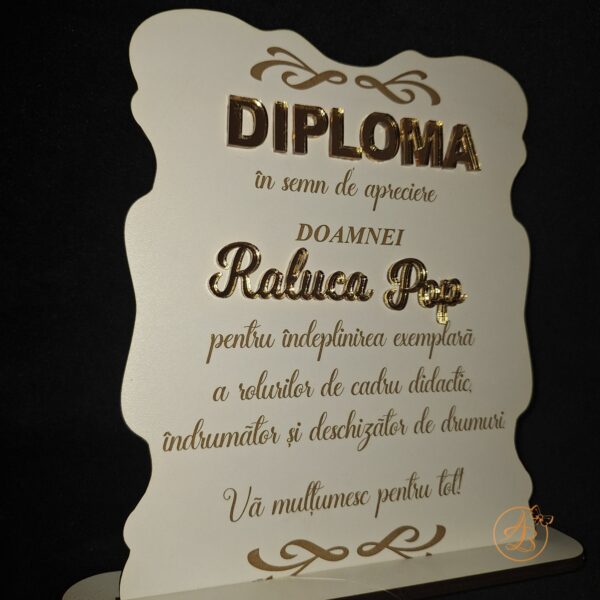 DIPLOMA
în semn de apreciere
DOAMNEI
Raluca Pop
pentru îndeplinirea exemplară
a rolurilor de cadru didactic,
îndrumător și deschizător de drumuri.
Vă mulțumesc pentru tot!
AB